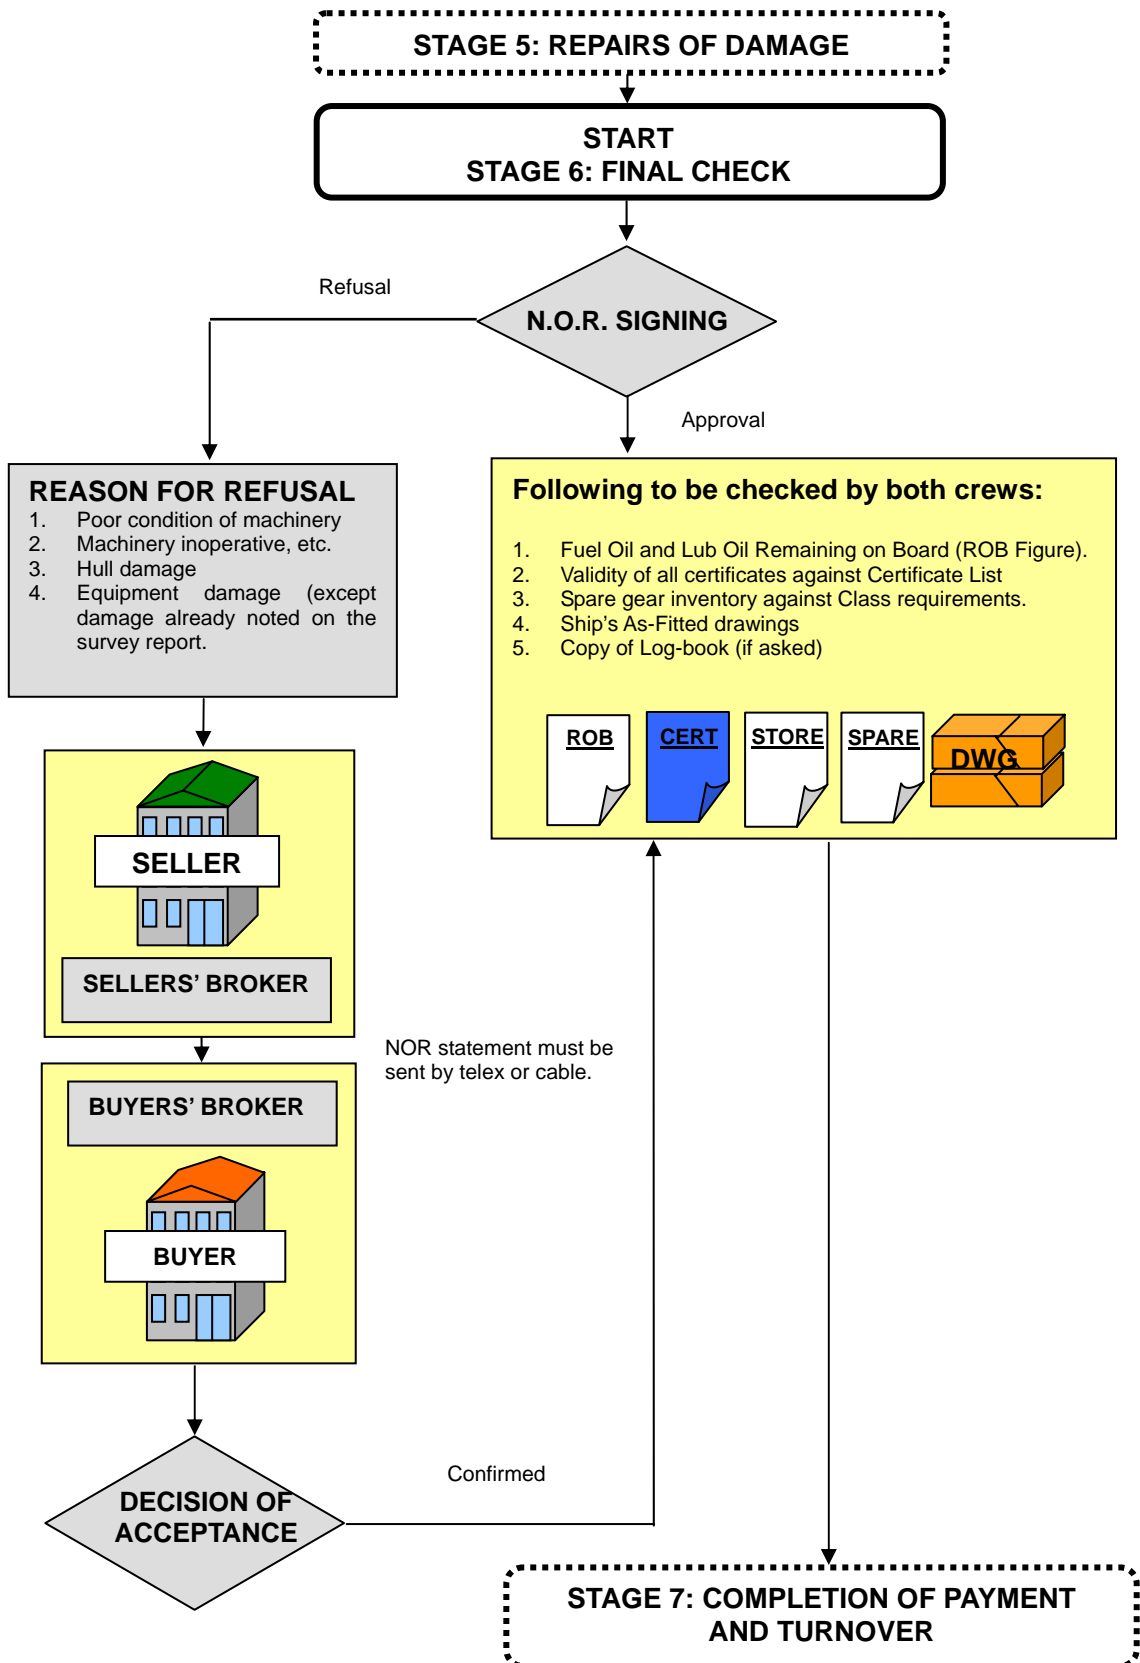 STAGE 5: REPAIRS OF DAMAGE
START
STAGE 6: FINAL CHECK
Refusal
N.O.R. SIGNING
Approval
REASON FOR REFUSAL
1. Poor condition of machinery
2. Machinery inoperative, etc.
3. Hull damage
4. Equipment damage (except
damage already noted on the
survey report.
Following to be checked by both crews:
1. Fuel Oil and Lub Oil Remaining on Board (ROB Figure).
2. Validity of all certificates against Certificate List
3. Spare gear inventory against Class requirements.
4. Ship’s As-Fitted drawings
5. Copy of Log-book (if asked)
ROB
CERT
STORE
SPARE
DWG
SELLER
SELLERS’ BROKER
NOR statement must be
sent by telex or cable.
BUYERS’ BROKER
BUYER
Confirmed
DECISION OF
ACCEPTANCE
STAGE 7: COMPLETION OF PAYMENT
AND TURNOVER